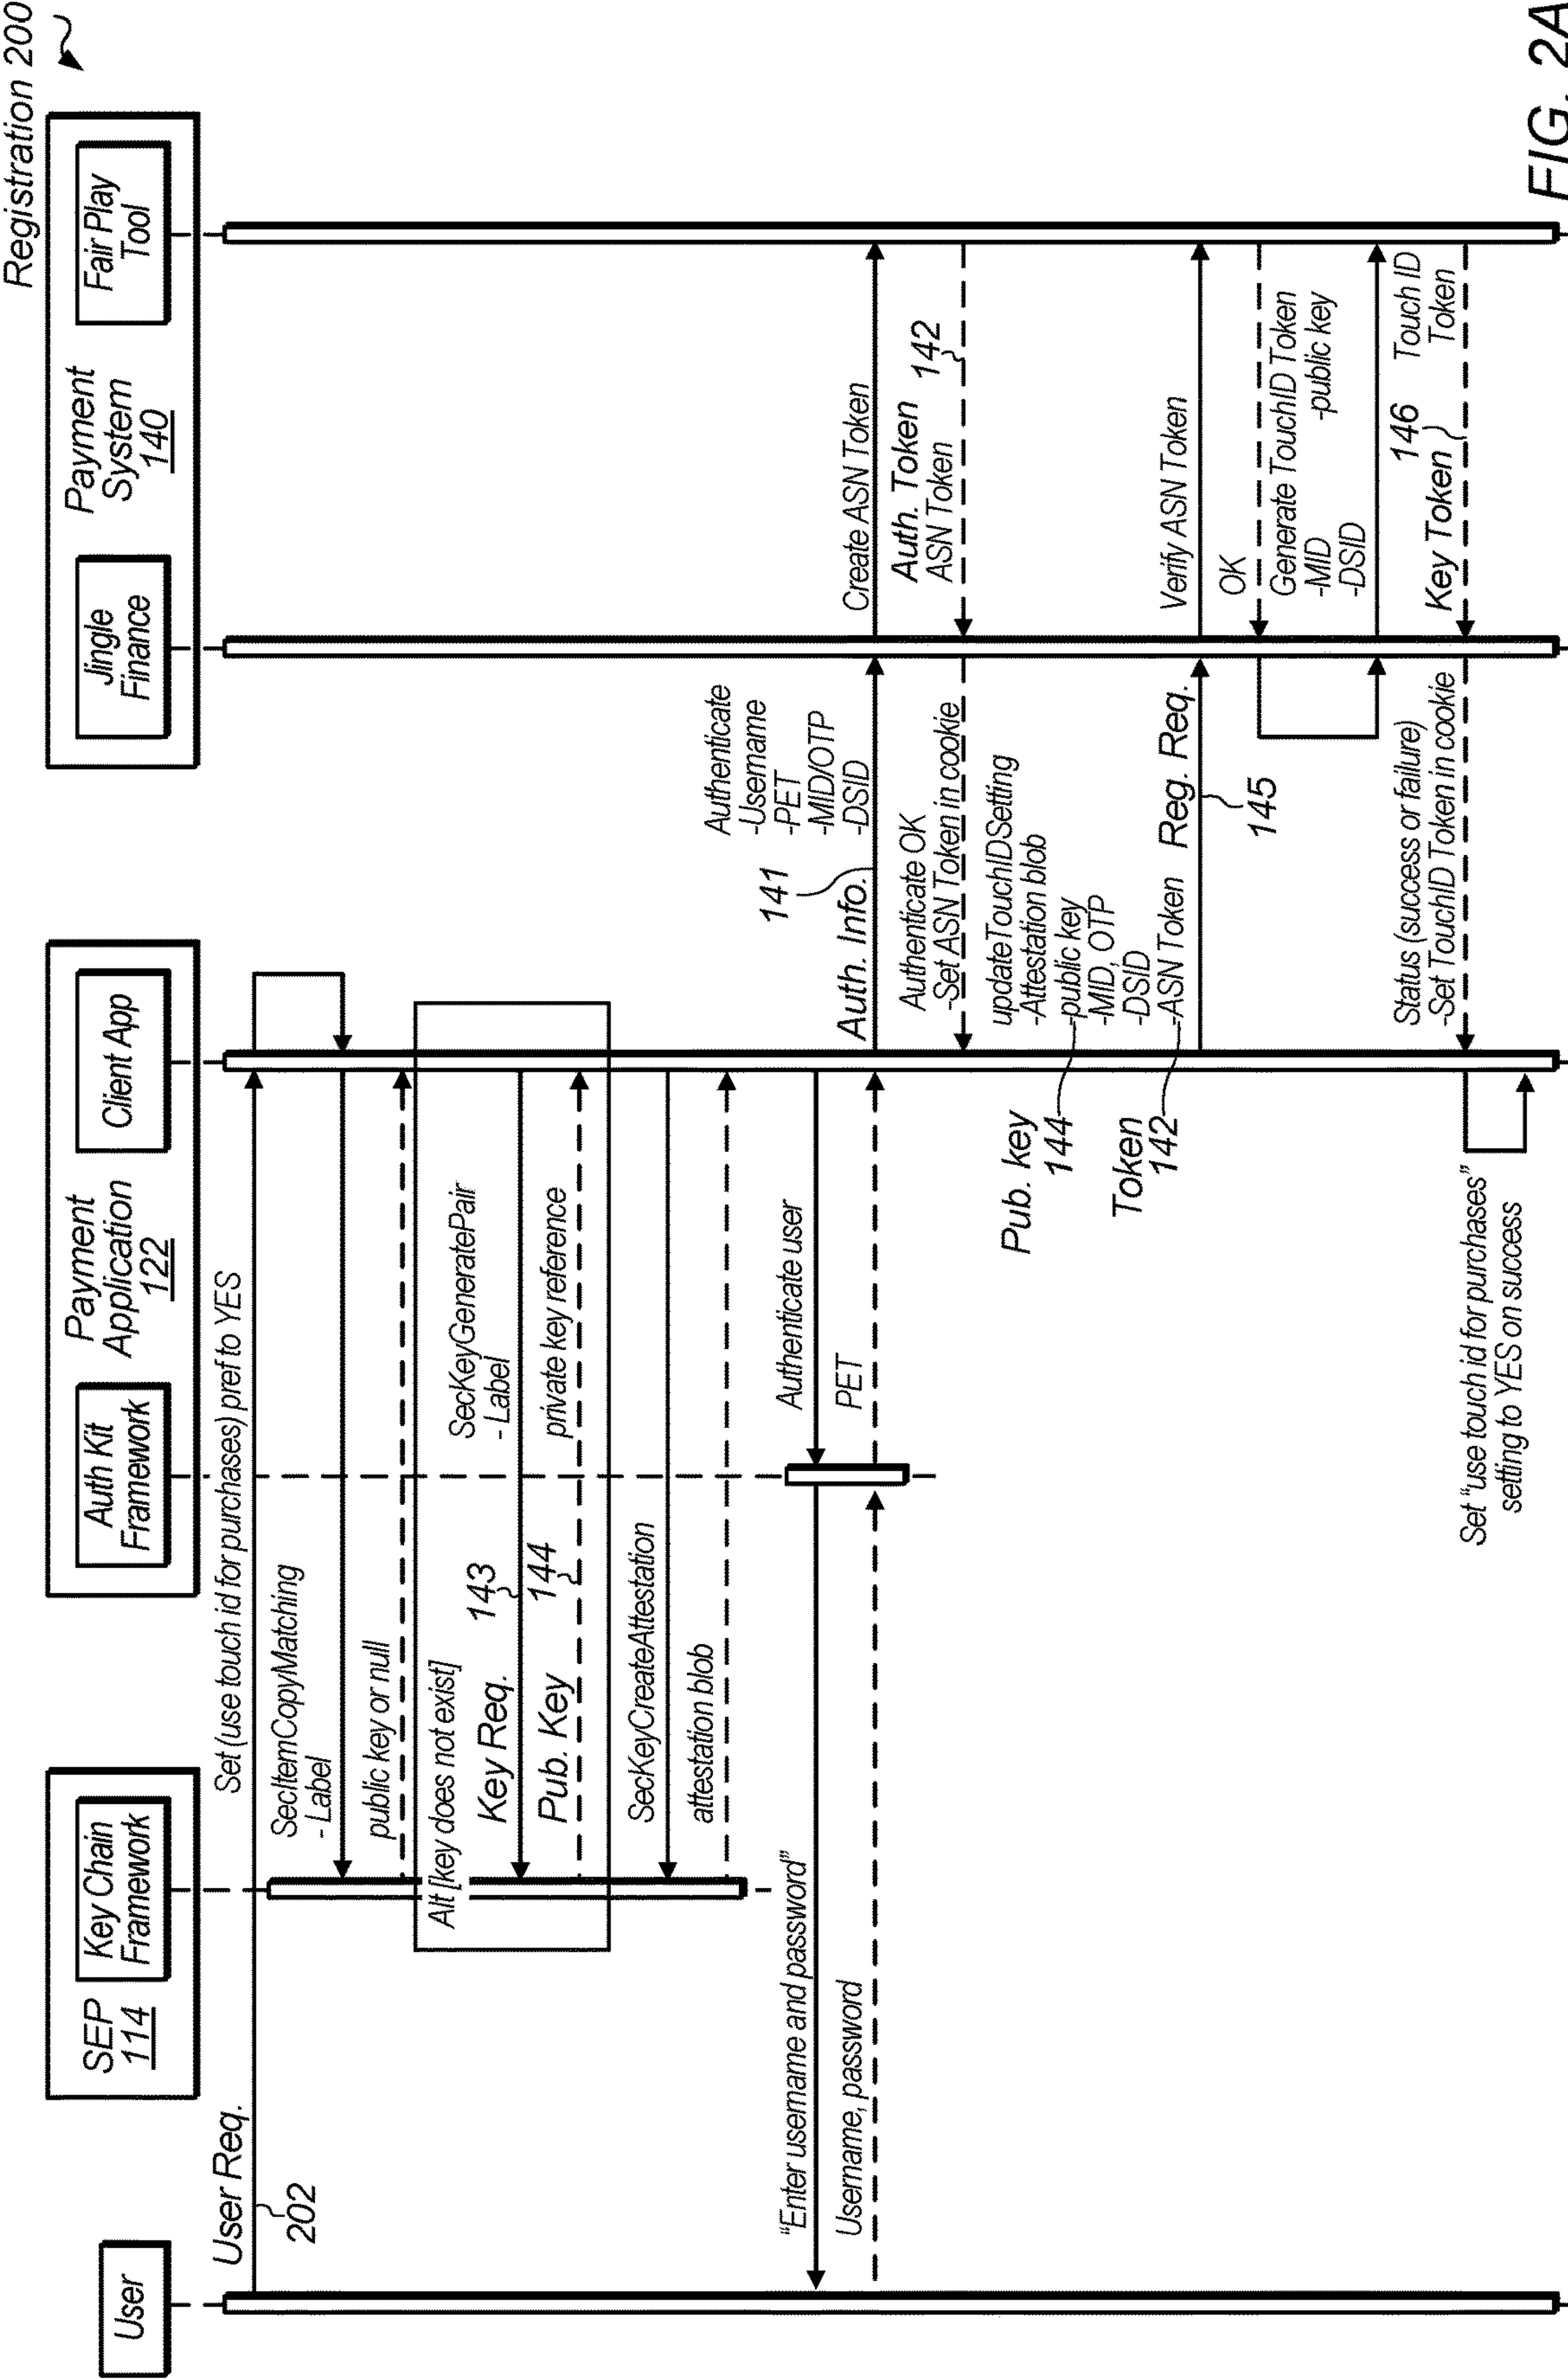 Registration 200
User
SEP
114
Key Chain
Framework
Payment
Application
122
Auth Kit
Framework
Client App
Payment
System
140
Jingle
Finance
Fair Play
Tool
User Req.
202
Set (use touch id for purchases) pref to YES
SecItemCopyMatching
- Label
public key or null
Alt [key does not exist]
Key Req.
143
SecKeyGeneratePair
- Label
Pub. Key
144
private key reference
SecKeyCreateAttestation
attestation blob
"Enter username and password"
Authenticate user
Username, password
PET
Authenticate
-Username
-PET
-MID/OTP
-DSID
141
Auth. Info.
Create ASN Token
Auth. Token
142
ASN Token
Authenticate OK
-Set ASN Token in cookie
updateTouchIDSetting
-Attestation blob
-public key
-MID, OTP
-DSID
-ASN Token
Pub. key
144
Token
142
Reg. Req.
145
Verify ASN Token
OK
Generate TouchID Token
-MID
-public key
-DSID
146
Touch ID
Token
Key Token
Status (success or failure)
-Set TouchID Token in cookie
Set "use touch id for purchases"
setting to YES on success
FIG. 2A